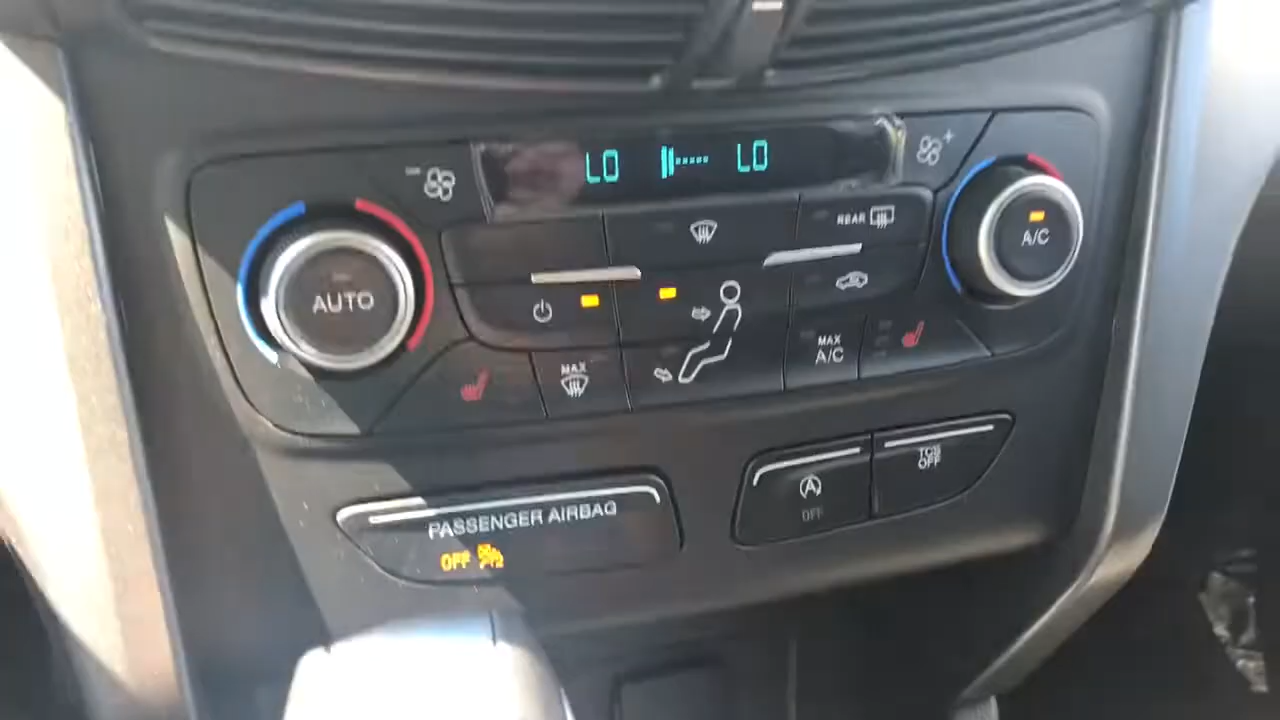 LO LO
REAR
A/C
AUTO
MAX
MAX
A/C
TCS
OFF
PASSENGER AIRBAG
OFF
OFF